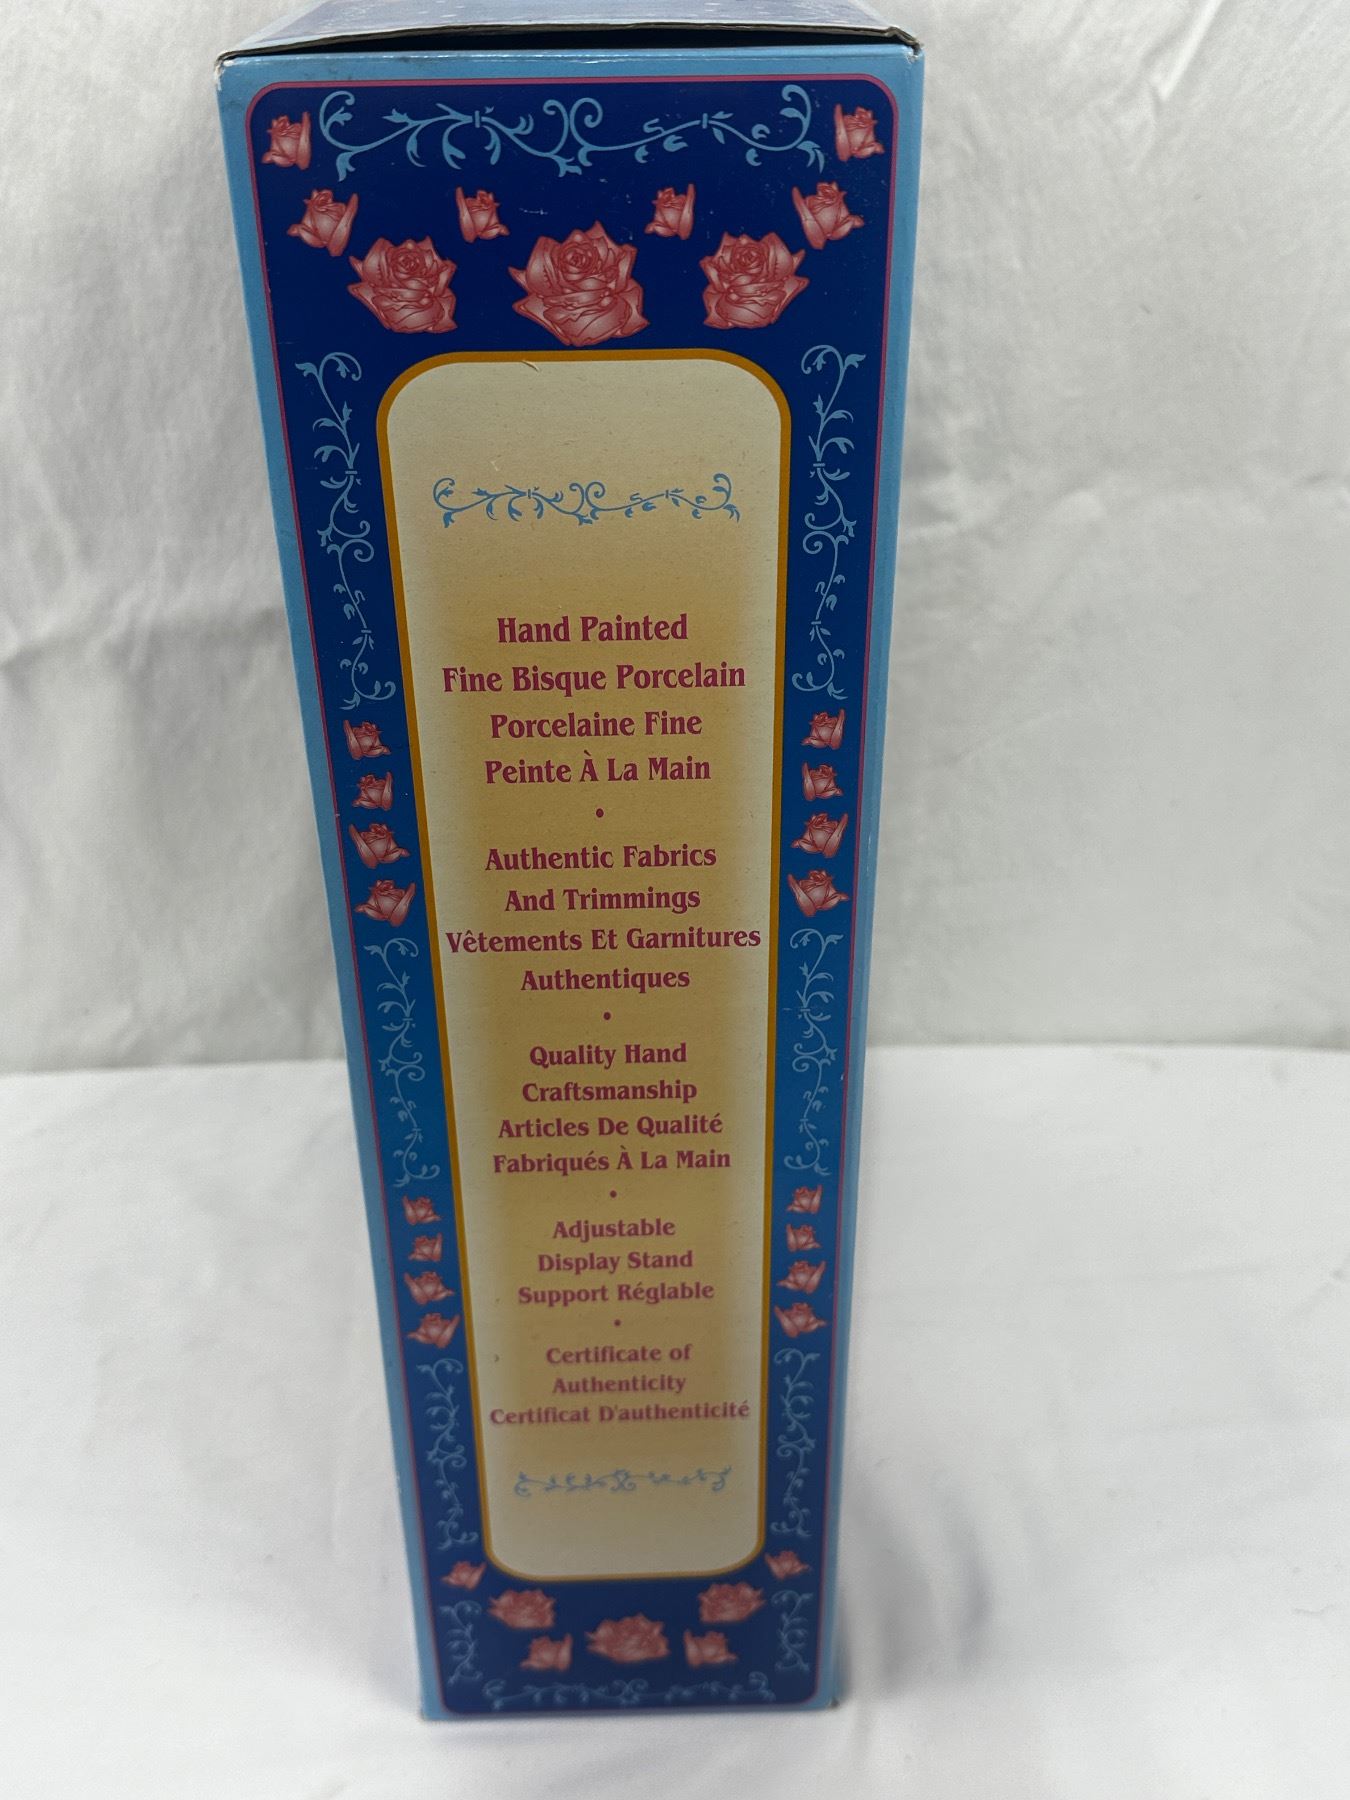 Hand Painted
Fine Bisque Porcelain
Porcelaine Fine
Peinte À La Main
•
Authentic Fabrics
And Trimmings
Vêtements Et Garnitures
Authentiques
•
Quality Hand
Craftsmanship
Articles De Qualité
Fabriqués À La Main
•
Adjustable
Display Stand
Support Réglable
•
Certificate of
Authenticity
Certificat D'authenticité